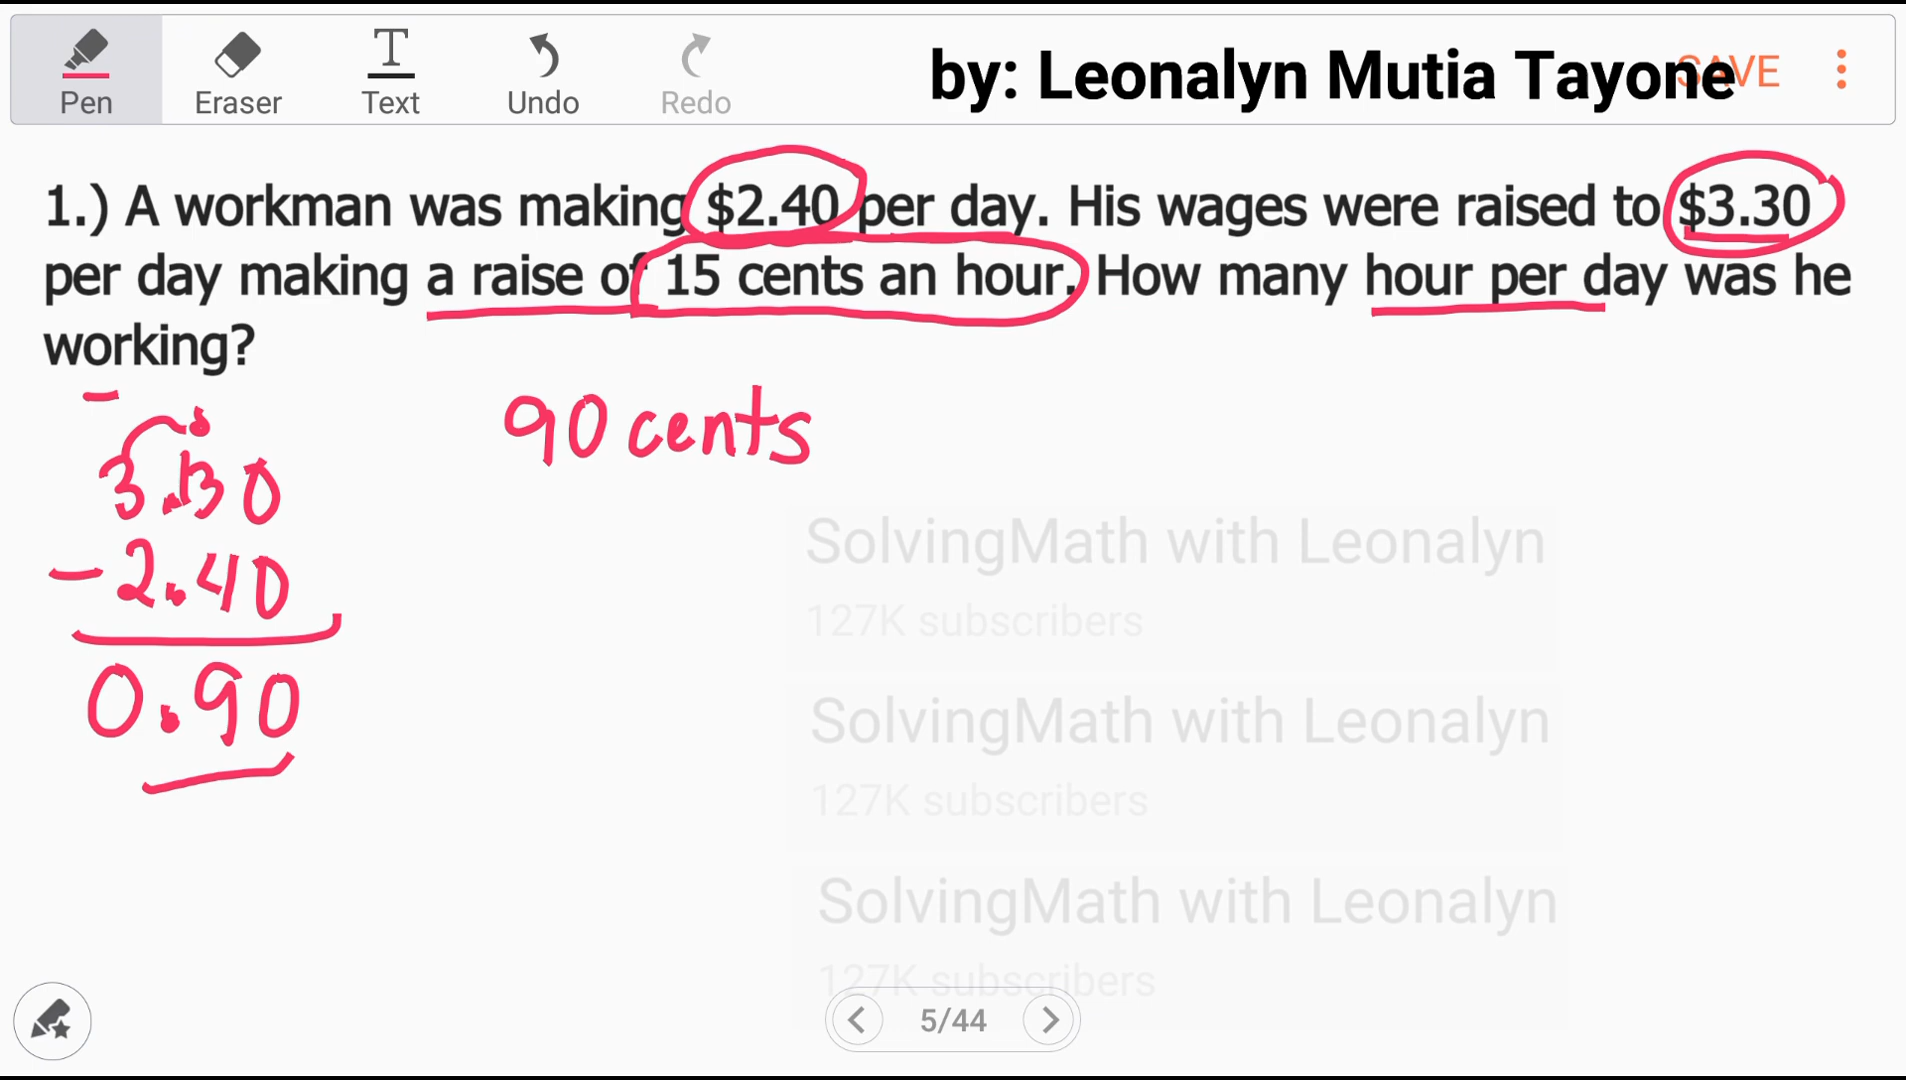 Pen Eraser Text Undo Redo by: Leonalyn Mutia Tayone SAVE
1.) A workman was making $2.40 per day. His wages were raised to $3.30
per day making a raise of 15 cents an hour. How many hour per day was he
working?
90 cents
3.130
-2.40
0.90
SolvingMath with Leonalyn
127K subscribers
SolvingMath with Leonalyn
127K subscribers
SolvingMath with Leonalyn
127K subscribers
5/44